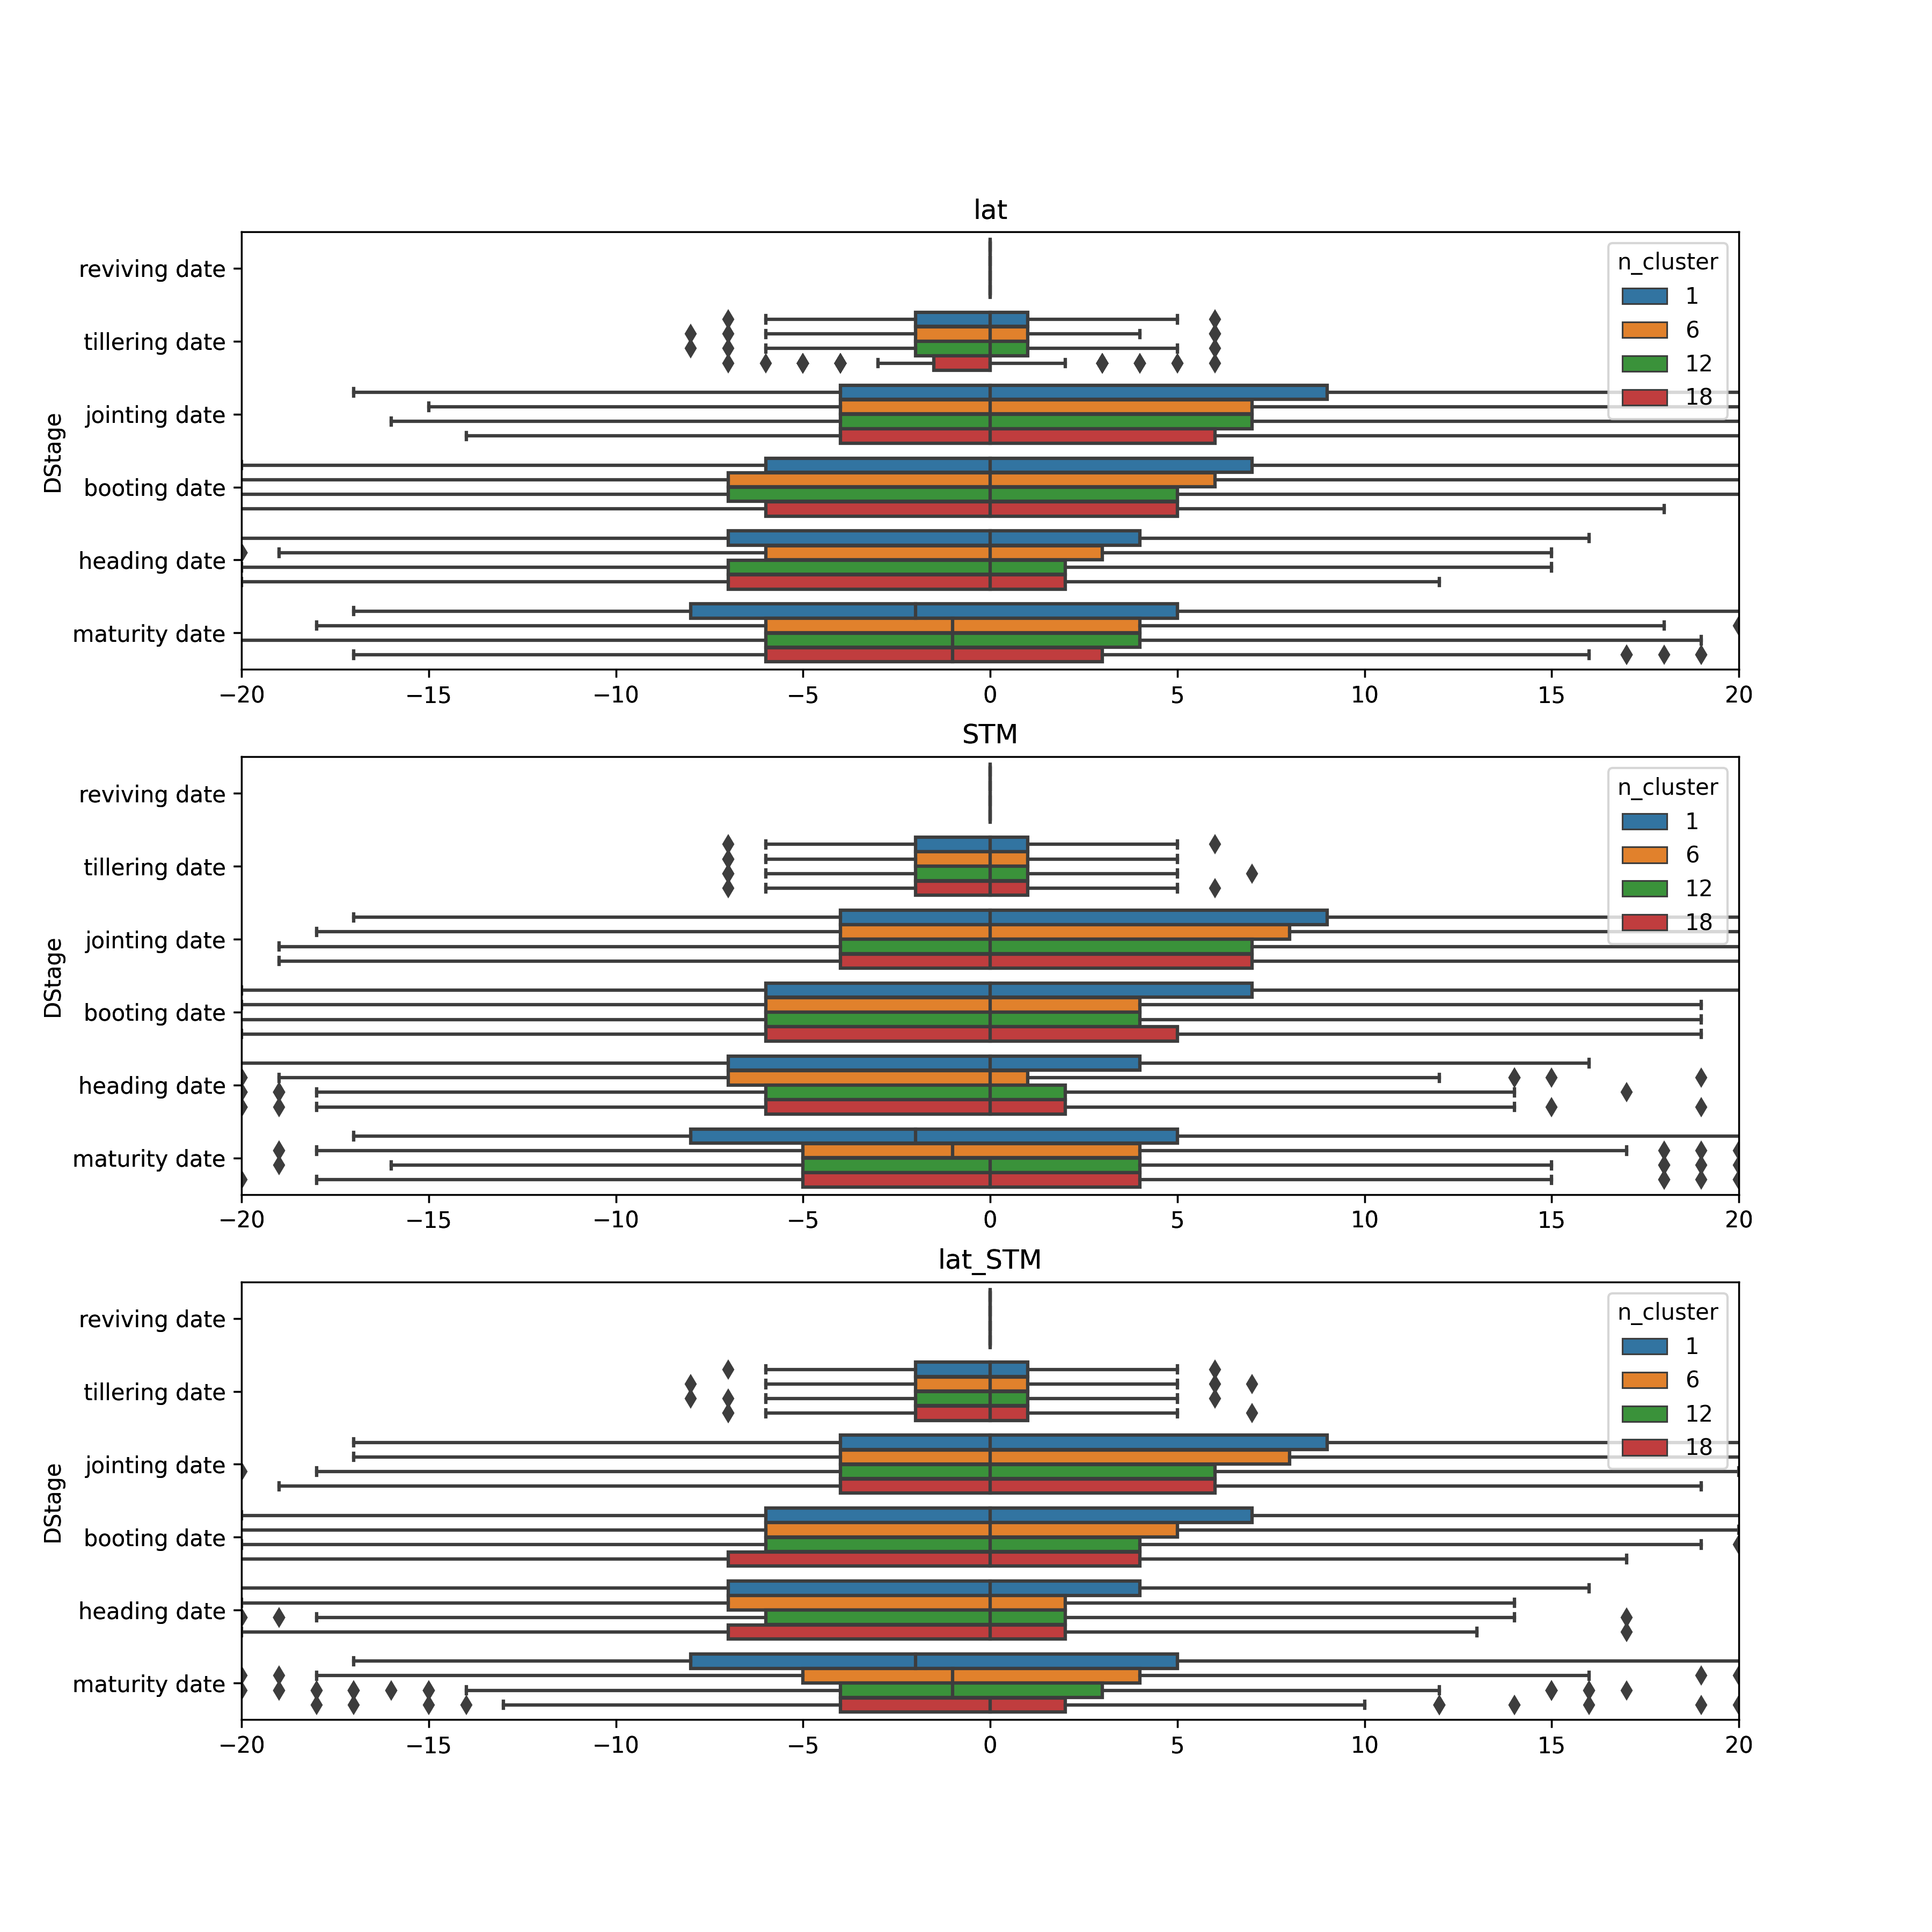 lat
DStage
reviving date
tillering date
jointing date
booting date
heading date
maturity date
n_cluster
1
6
12
18
−20 −15 −10 −5 0 5 10 15 20
STM
DStage
reviving date
tillering date
jointing date
booting date
heading date
maturity date
n_cluster
1
6
12
18
−20 −15 −10 −5 0 5 10 15 20
lat_STM
DStage
reviving date
tillering date
jointing date
booting date
heading date
maturity date
n_cluster
1
6
12
18
−20 −15 −10 −5 0 5 10 15 20